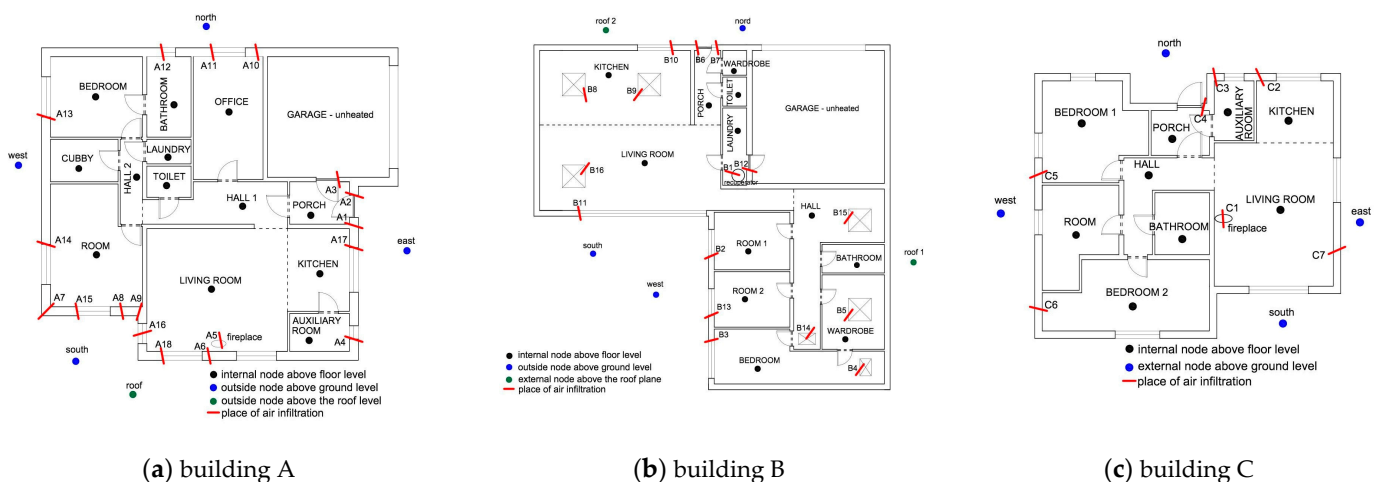 north
A12
A11
A10
BEDROOM
BATHROOM
OFFICE
GARAGE - unheated
A13
west
CUBBY
LAUNDRY
HALL 2
TOILET
A3
HALL 1
PORCH
A2
A1
A14
ROOM
A17
east
KITCHEN
LIVING ROOM
A7
A15
A8
A9
A16
A5
fireplace
AUXILIARY
ROOM
A4
A18
A6
south
roof
internal node above floor level
outside node above ground level
outside node above the roof level
place of air infiltration
(a) building A
roof 2
nord
B10
B6
B7
KITCHEN
WARDROBE
B8
B9
PORCH
TOILET
GARAGE - unheated
LAUNDRY
LIVING ROOM
B16
B1
B12
recuperator
B11
HALL
B15
south
ROOM 1
B2
roof 1
BATHROOM
west
ROOM 2
B13
B5
B14
WARDROBE
B3
BEDROOM
B4
internal node above floor level
outside node above ground level
external node above the roof plane
place of air infiltration
(b) building B
north
C3
C2
BEDROOM 1
C4
PORCH
AUXILIARY
ROOM
KITCHEN
HALL
C5
west
ROOM
BATHROOM
C1
fireplace
LIVING ROOM
east
C7
C6
BEDROOM 2
south
internal node above floor level
external node above ground level
place of air infiltration
(c) building C